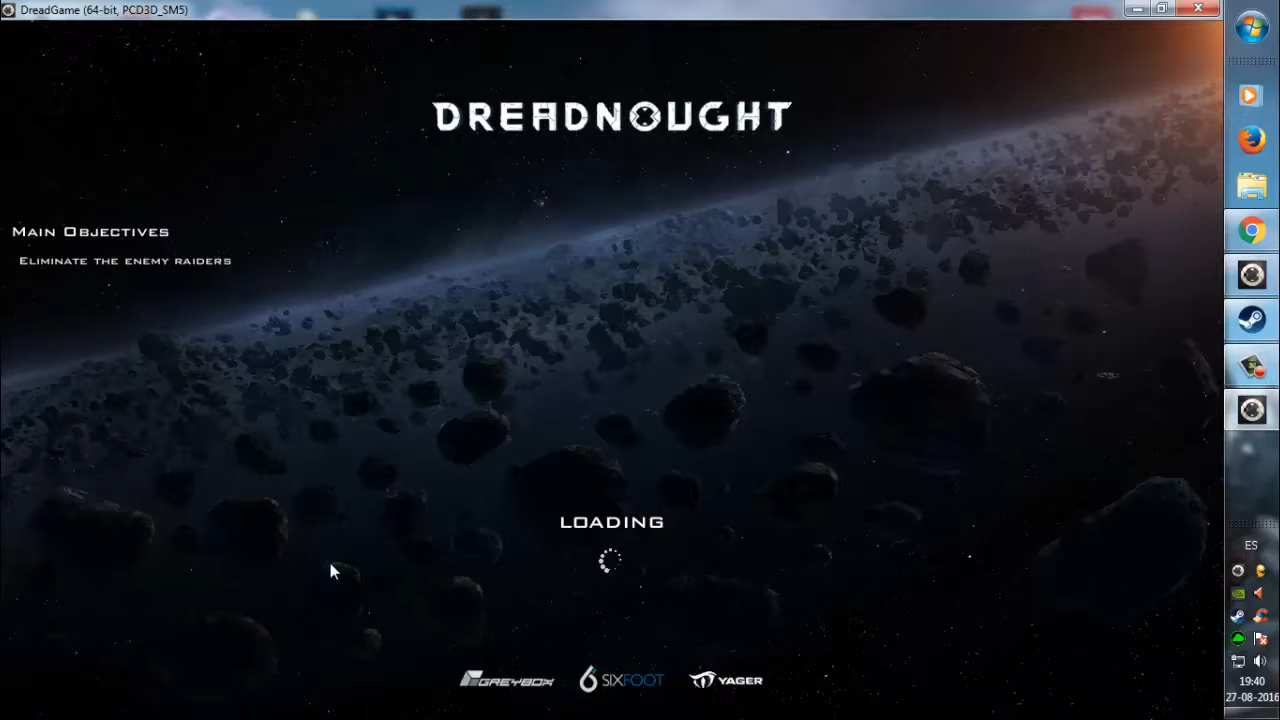 DreadGame (64-bit, PCD3D_SM5)
DREADNOUGHT
MAIN OBJECTIVES
ELIMINATE THE ENEMY RAIDERS
LOADING
GREYBOX
6 SIXFOOT
YAGER
ES
19:40
27-08-2016